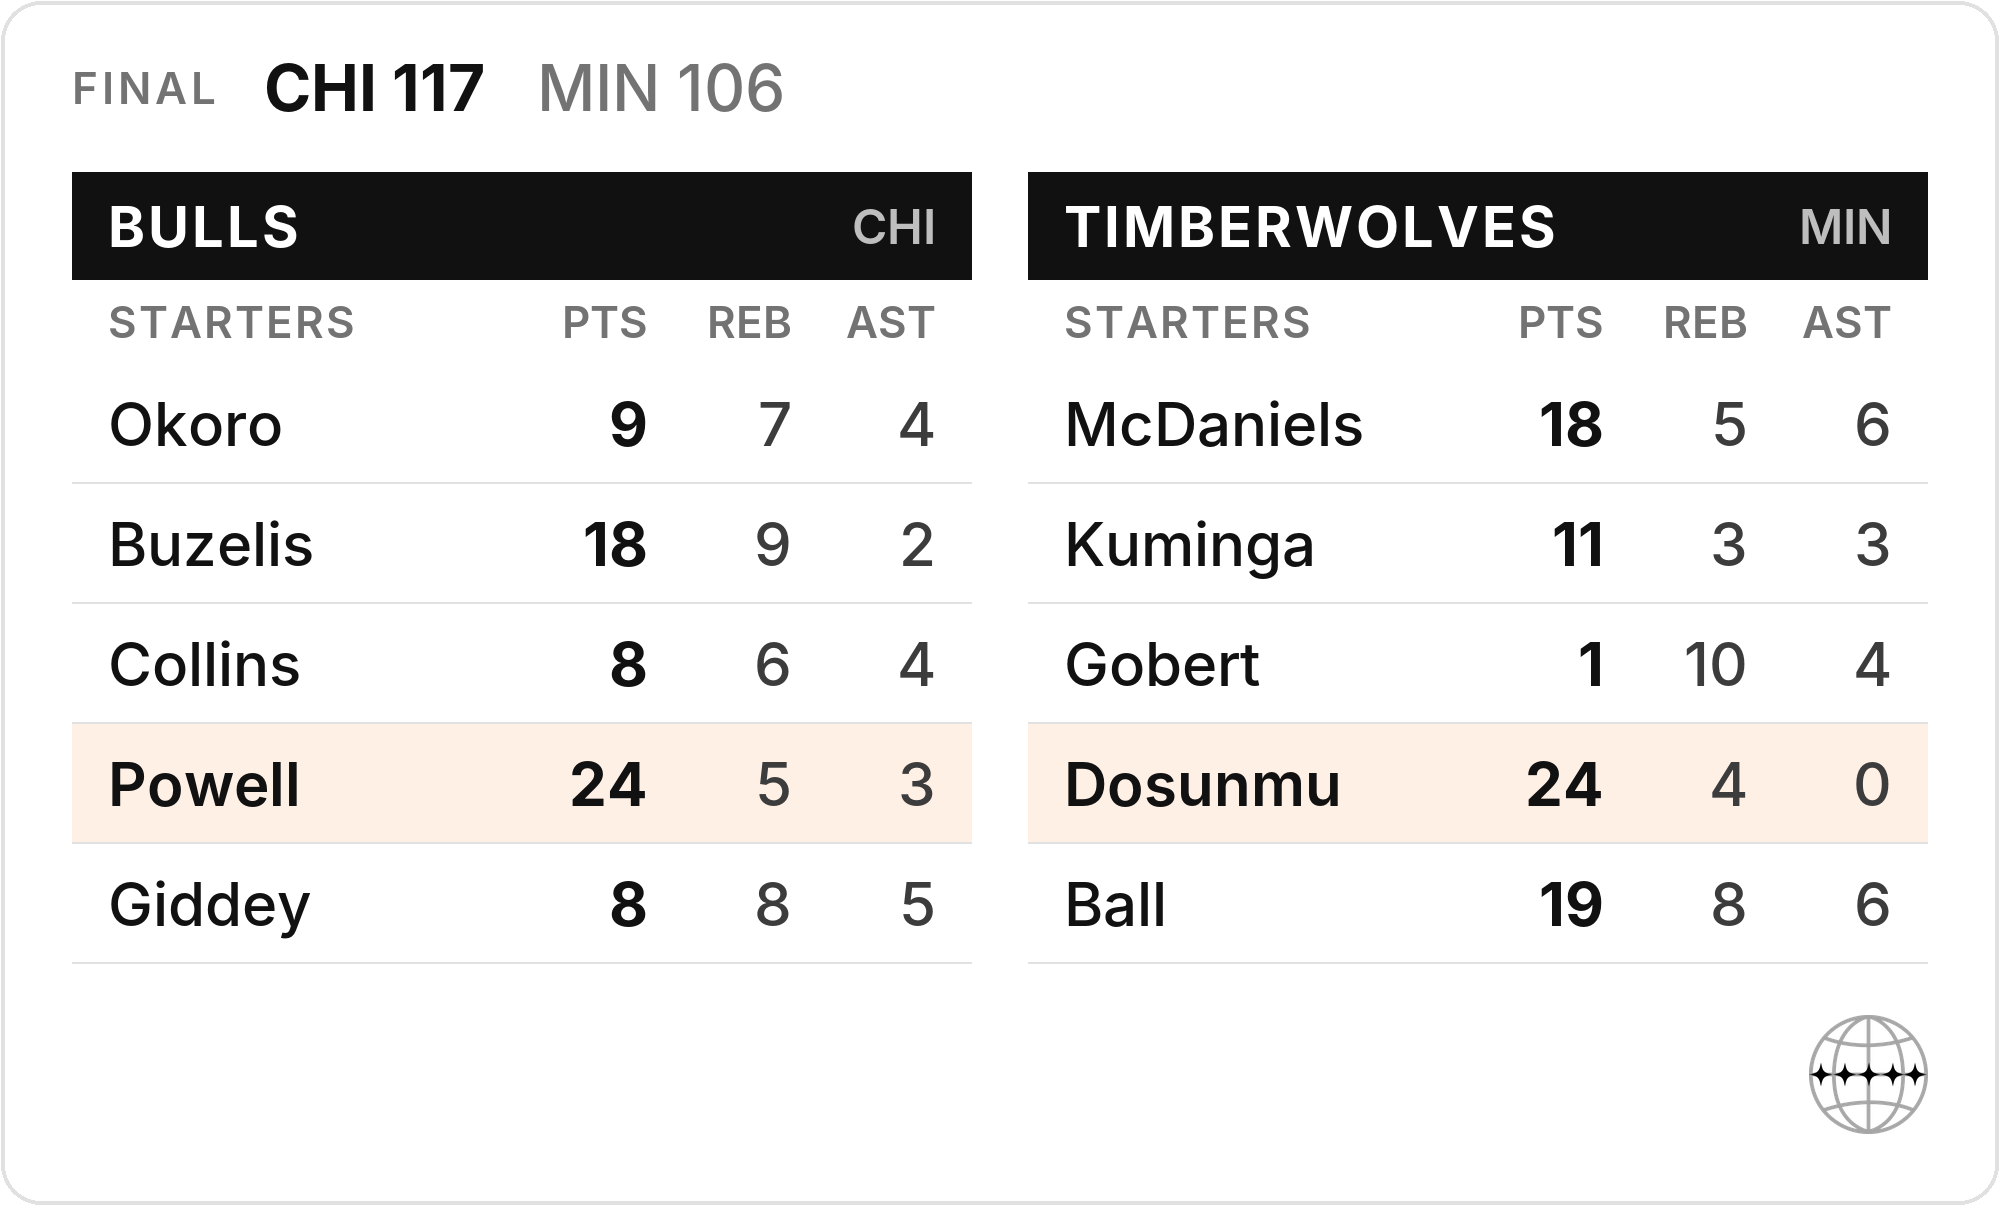 FINAL CHI 117 MIN 106
BULLS CHI
STARTERS PTS REB AST
Okoro 9 7 4
Buzelis 18 9 2
Collins 8 6 4
Powell 24 5 3
Giddey 8 8 5
TIMBERWOLVES MIN
STARTERS PTS REB AST
McDaniels 18 5 6
Kuminga 11 3 3
Gobert 1 10 4
Dosunmu 24 4 0
Ball 19 8 6